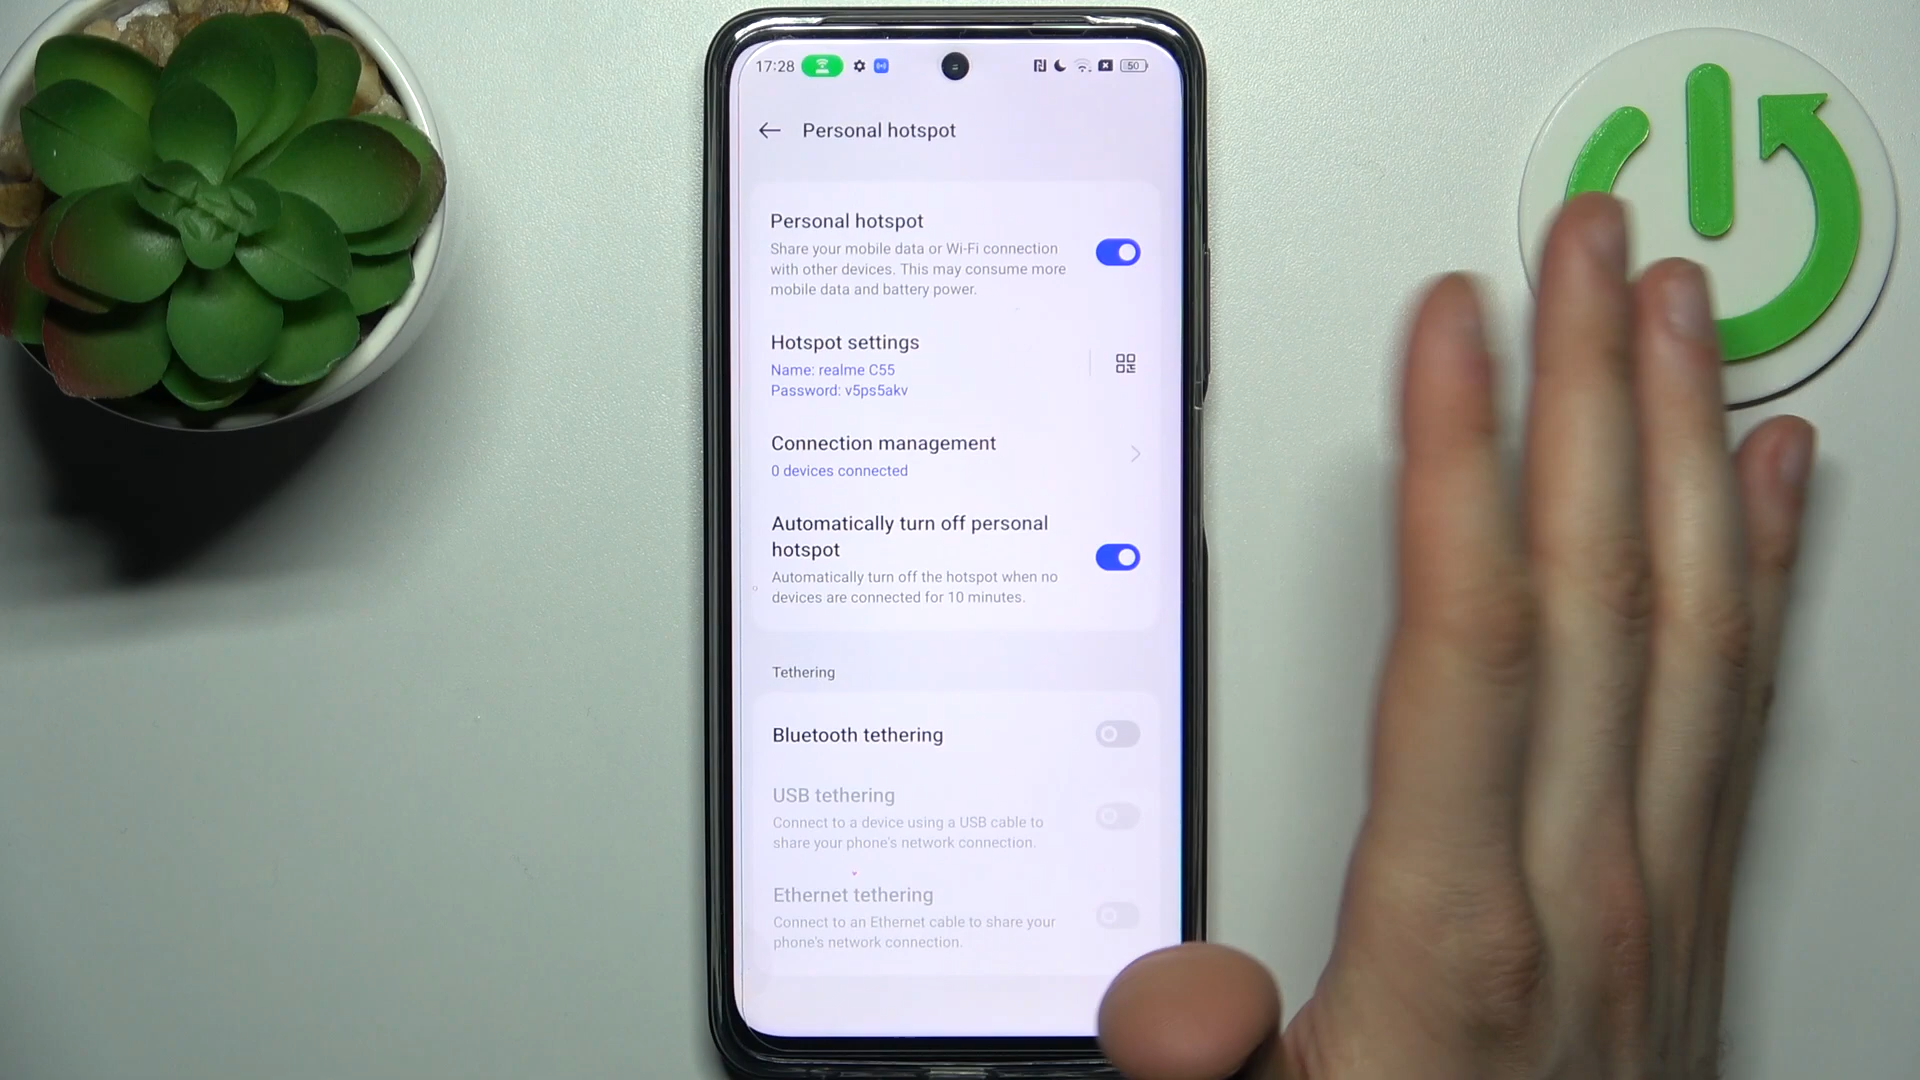 17:28
50
Personal hotspot
Personal hotspot
Share your mobile data or Wi-Fi connection
with other devices. This may consume more
mobile data and battery power.
Hotspot settings
Name: realme C55
Password: v5ps5akv
Connection management
0 devices connected
Automatically turn off personal
hotspot
Automatically turn off the hotspot when no
devices are connected for 10 minutes.
Tethering
Bluetooth tethering
USB tethering
Connect to a device using a USB cable to
share your phone's network connection.
Ethernet tethering
Connect to an Ethernet cable to share your
phone's network connection.